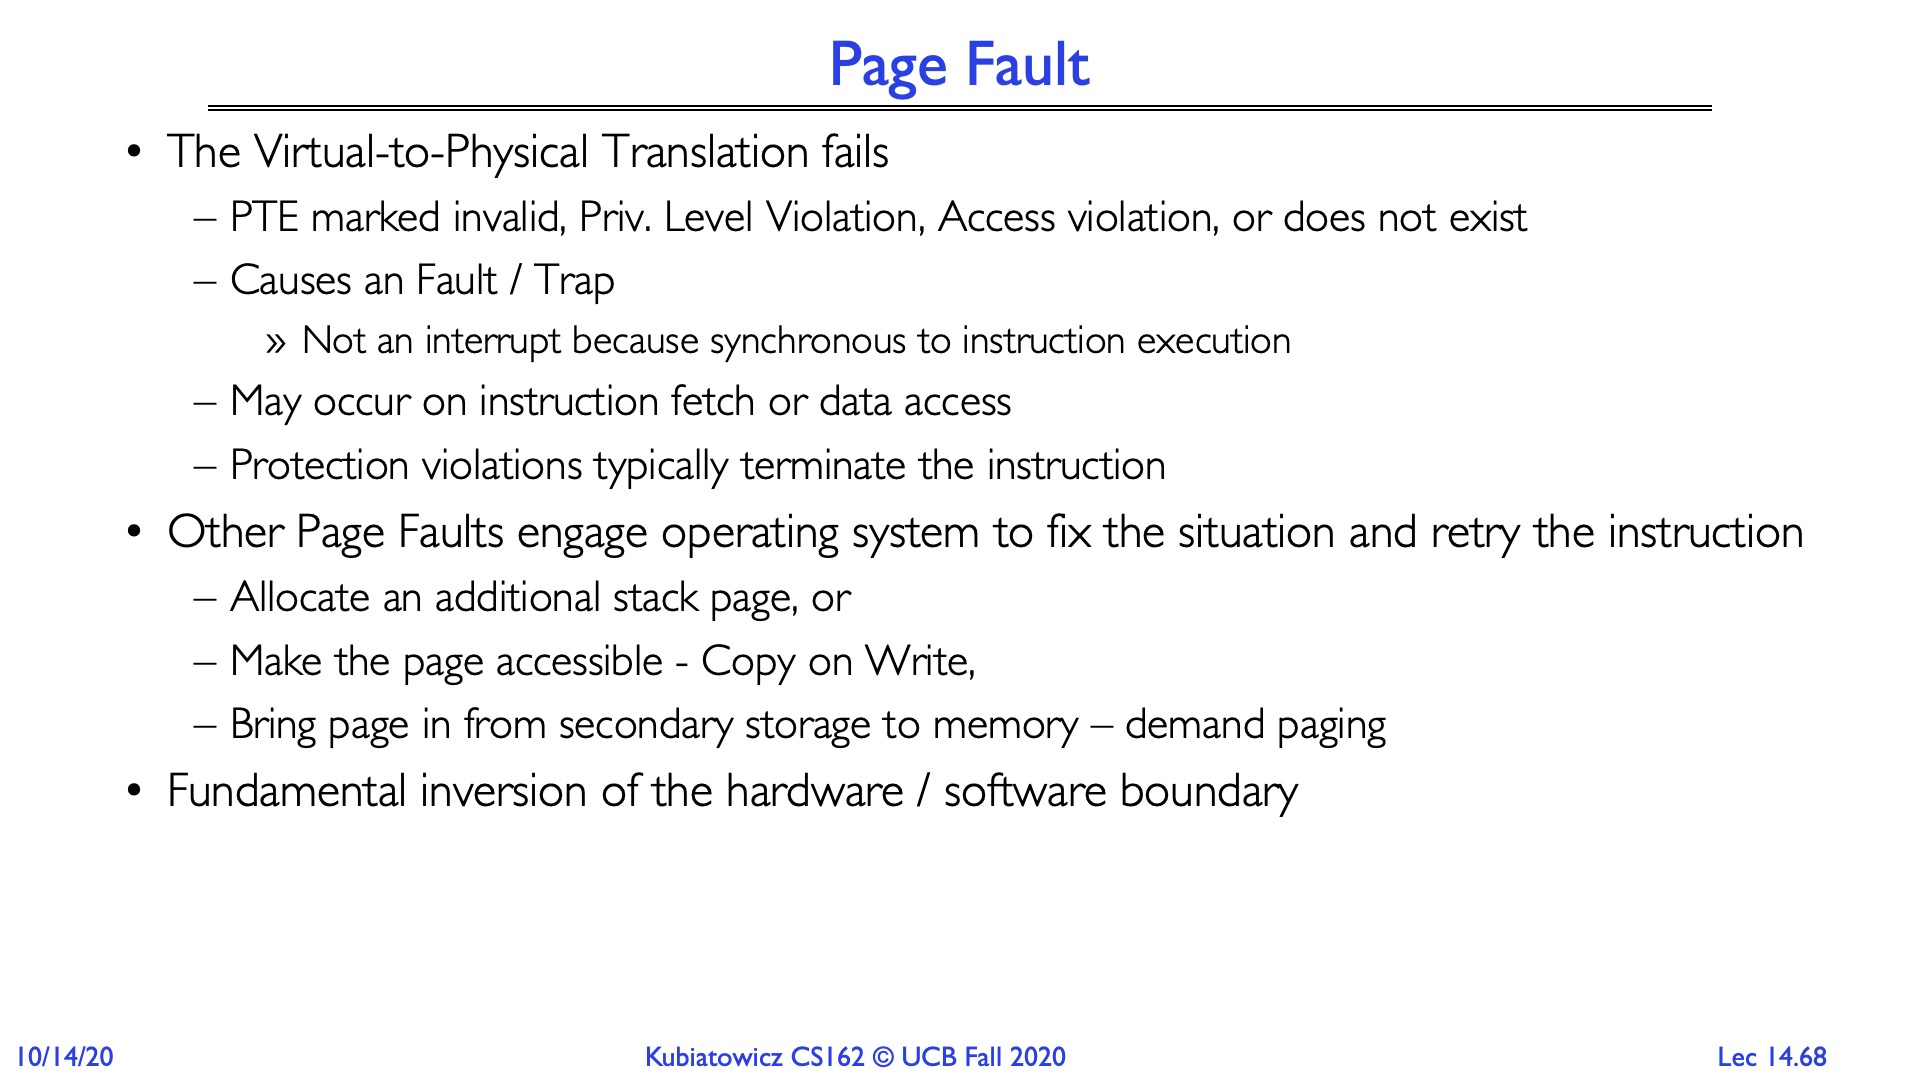 Page Fault
• The Virtual-to-Physical Translation fails
– PTE marked invalid, Priv. Level Violation, Access violation, or does not exist
– Causes an Fault / Trap
» Not an interrupt because synchronous to instruction execution
– May occur on instruction fetch or data access
– Protection violations typically terminate the instruction
• Other Page Faults engage operating system to fix the situation and retry the instruction
– Allocate an additional stack page, or
– Make the page accessible - Copy on Write,
– Bring page in from secondary storage to memory – demand paging
• Fundamental inversion of the hardware / software boundary
10/14/20
Kubiatowicz CS162 © UCB Fall 2020
Lec 14.68